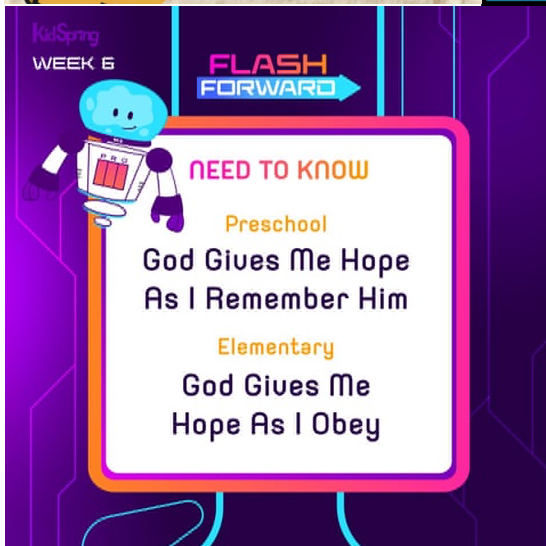 KidSpring
WEEK 6
FLASH
FORWARD
PRO
NEED TO KNOW
Preschool
God Gives Me Hope
As I Remember Him
Elementary
God Gives Me
Hope As I Obey